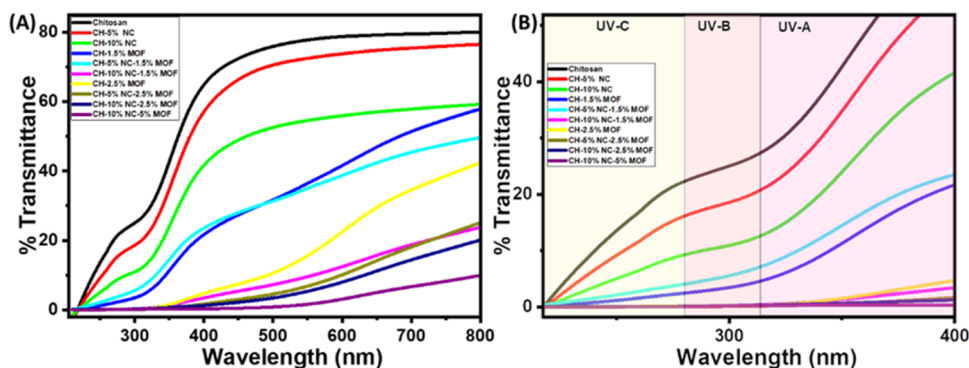 (A)
% Transmittance
80
60
40
20
0
Chitosan
CH-5% NC
CH-10% NC
CH-1.5% MOF
CH-5% NC-1.5% MOF
CH-10% NC-1.5% MOF
CH-2.5% MOF
CH-5% NC-2.5% MOF
CH-10% NC-2.5% MOF
CH-10% NC-5% MOF
300 400 500 600 700 800
Wavelength (nm)
(B)
UV-C UV-B UV-A
% Transmittance
40
20
0
Chitosan
CH-5% NC
CH-10% NC
CH-1.5% MOF
CH-5% NC-1.5% MOF
CH-10% NC-1.5% MOF
CH-2.5% MOF
CH-5% NC-2.5% MOF
CH-10% NC-2.5% MOF
CH-10% NC-5% MOF
300 400
Wavelength (nm)